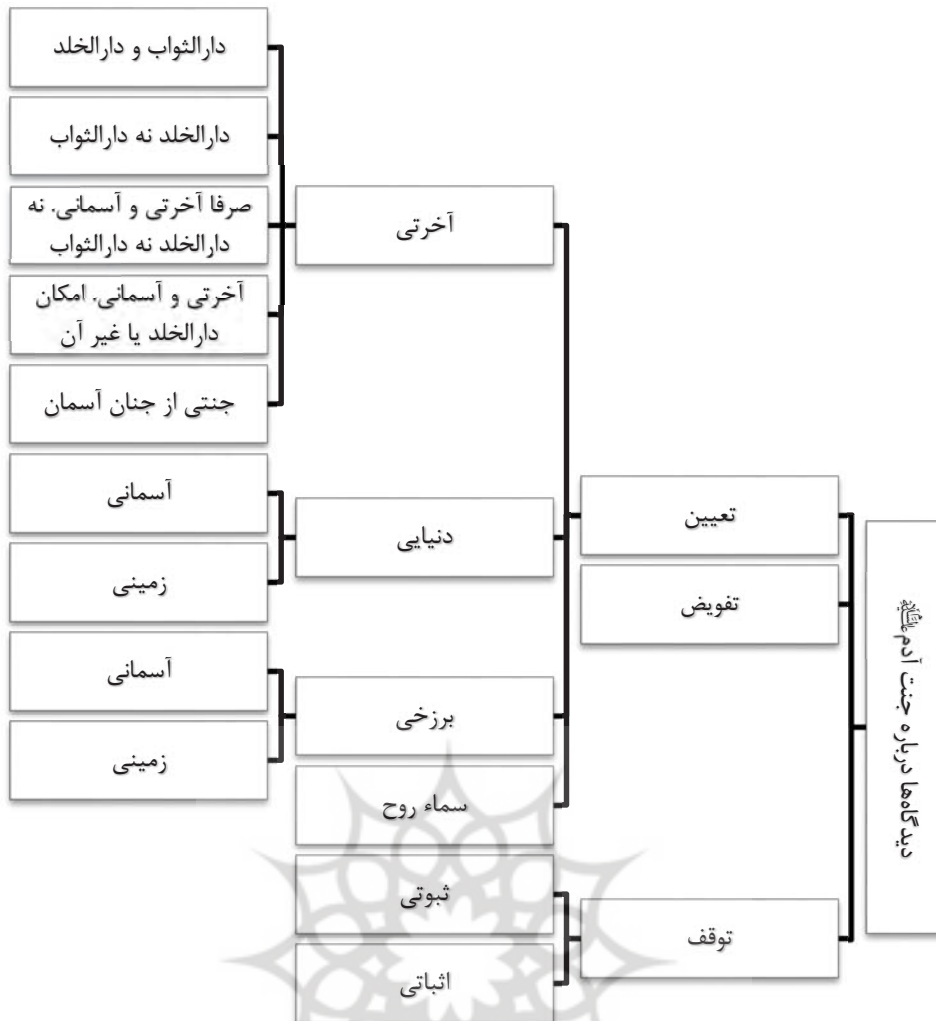 دیدگاه‌ها درباره جنت آدم علیه‌السلام
تعیین
آخرتی
دارالثواب و دارالخلد
دارالخلد نه دارالثواب
صرفا آخرتی و آسمانی. نه
دارالخلد نه دارالثواب
آخرتی و آسمانی. امکان
دارالخلد یا غیر آن
جنتی از جنان آسمان
دنیایی
آسمانی
زمینی
برزخی
آسمانی
زمینی
سماء روح
تفویض
توقف
ثبوتی
اثباتی